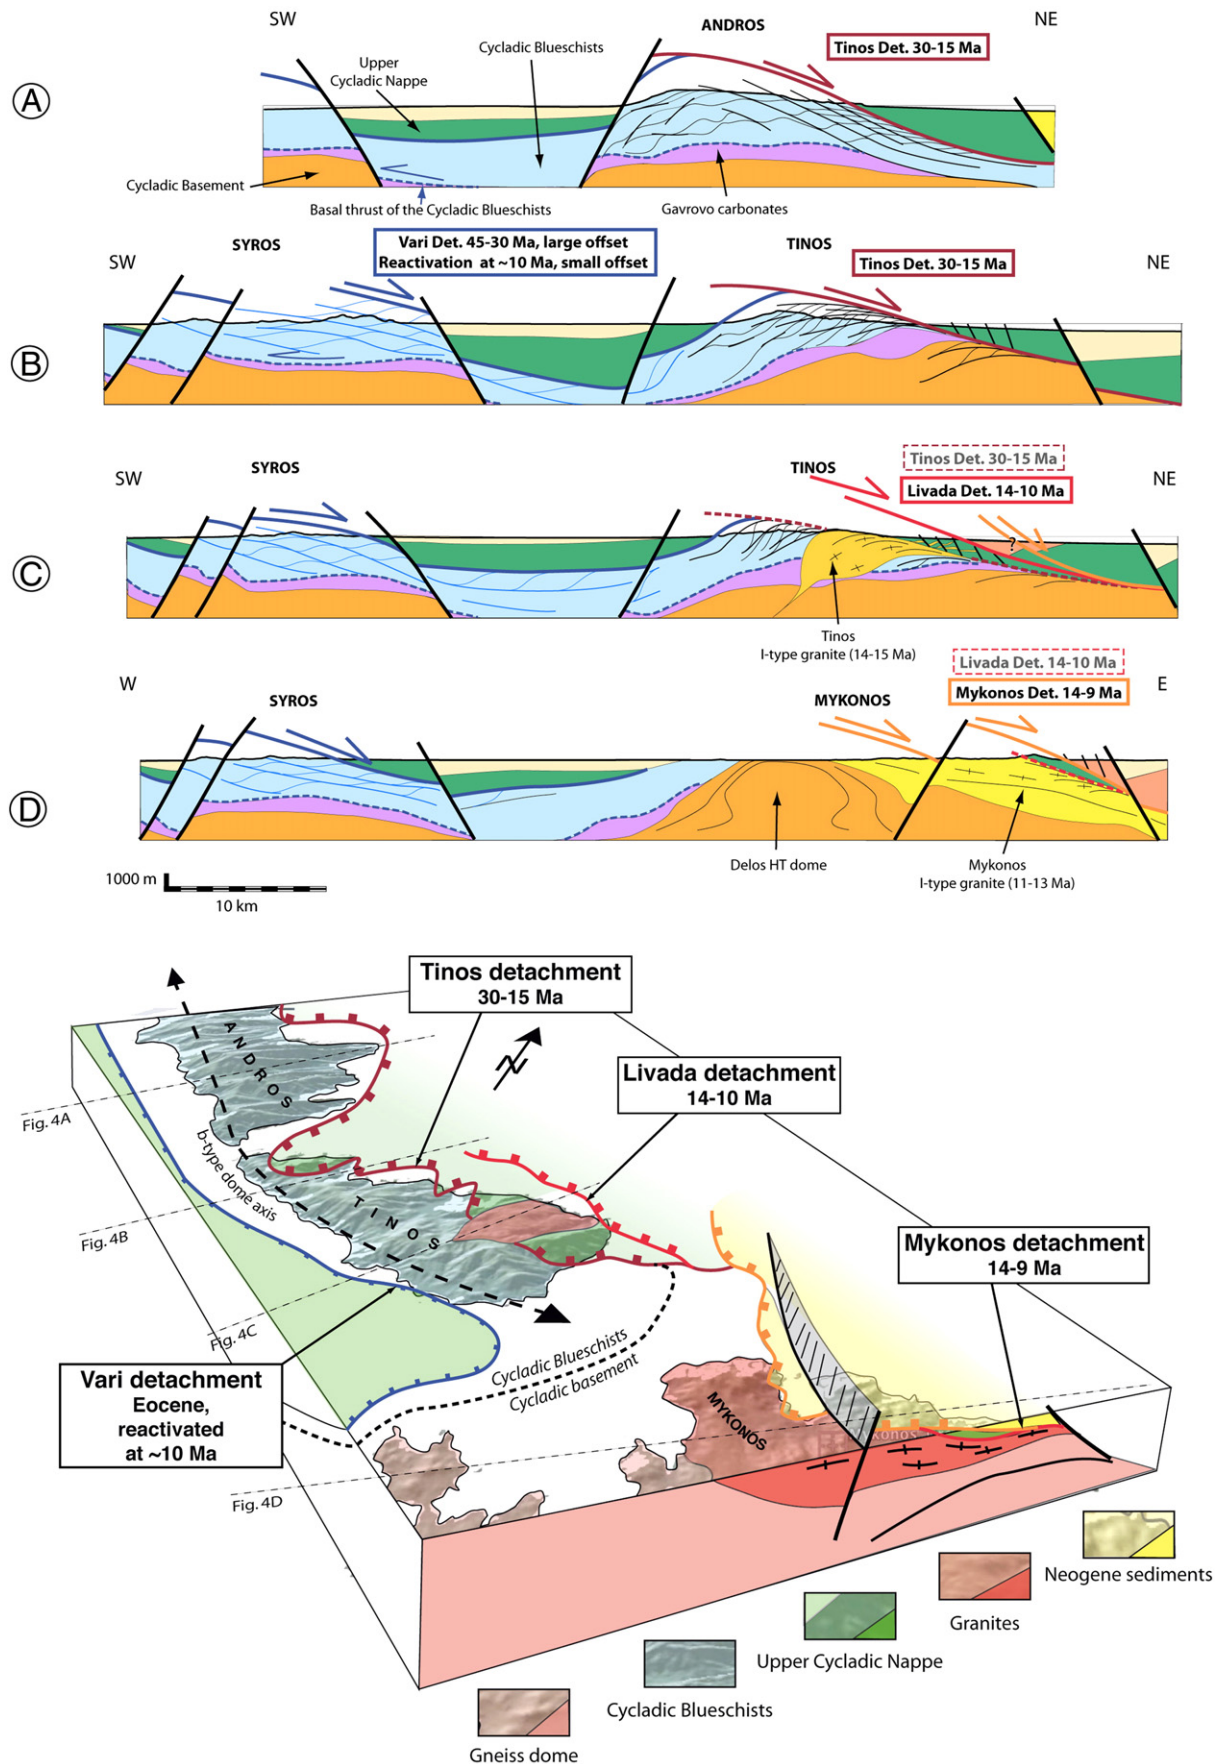 SW
NE
ANDROS
Tinos Det. 30-15 Ma
Cycladic Blueschists
Upper
Cycladic Nappe
A
Cycladic Basement
Basal thrust of the Cycladic Blueschists
Gavrovo carbonates
SYROS
Vari Det. 45-30 Ma, large offset
Reactivation at ~10 Ma, small offset
TINOS
Tinos Det. 30-15 Ma
SW
NE
B
SW
SYROS
TINOS
Tinos Det. 30-15 Ma
Livada Det. 14-10 Ma
NE
?
C
Tinos
I-type granite (14-15 Ma)
W
SYROS
MYKONOS
Livada Det. 14-10 Ma
Mykonos Det. 14-9 Ma
E
D
Delos HT dome
Mykonos
I-type granite (11-13 Ma)
1000 m
10 km
Tinos detachment
30-15 Ma
N
ANDROS
Livada detachment
14-10 Ma
Fig. 4A
b-type dome axis
TINOS
Fig. 4B
Mykonos detachment
14-9 Ma
Fig. 4C
Cycladic Blueschists
Cycladic basement
Vari detachment
Eocene,
reactivated
at ~10 Ma
MYKONOS
Fig. 4D
Neogene sediments
Granites
Upper Cycladic Nappe
Cycladic Blueschists
Gneiss dome